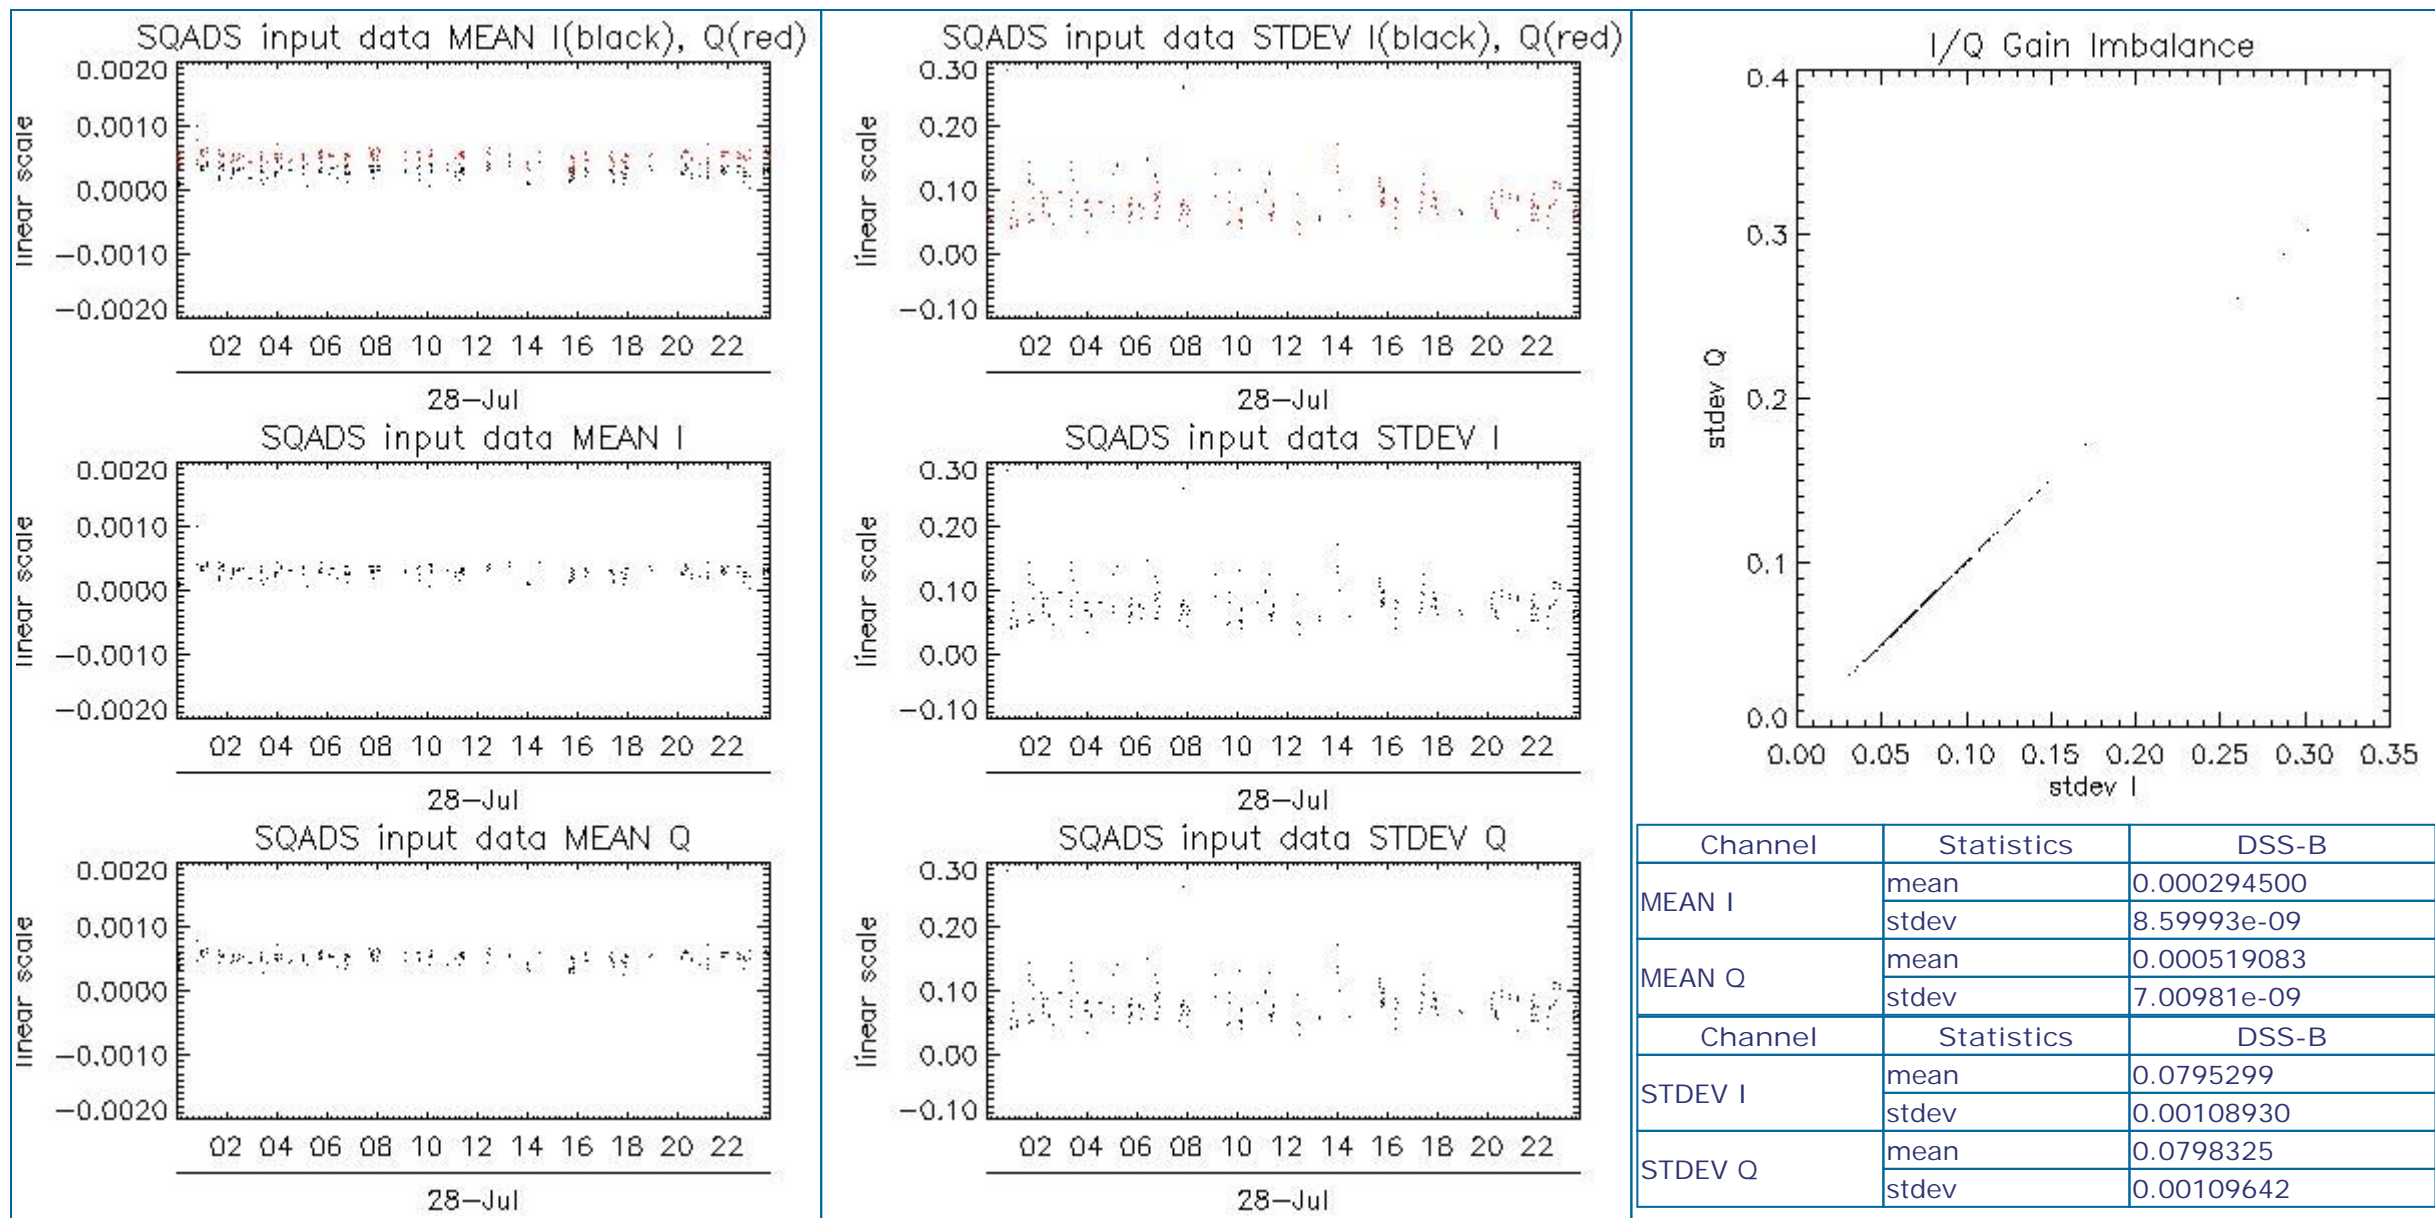 SQADS input data MEAN I(black), Q(red)
linear scale
0.0020
0.0010
0.0000
−0.0010
−0.0020
02 04 06 08 10 12 14 16 18 20 22
28−Jul
SQADS input data MEAN I
linear scale
0.0020
0.0010
0.0000
−0.0010
−0.0020
02 04 06 08 10 12 14 16 18 20 22
28−Jul
SQADS input data MEAN Q
linear scale
0.0020
0.0010
0.0000
−0.0010
−0.0020
02 04 06 08 10 12 14 16 18 20 22
28−Jul
SQADS input data STDEV I(black), Q(red)
linear scale
0.30
0.20
0.10
0.00
−0.10
02 04 06 08 10 12 14 16 18 20 22
28−Jul
SQADS input data STDEV I
linear scale
0.30
0.20
0.10
0.00
−0.10
02 04 06 08 10 12 14 16 18 20 22
28−Jul
SQADS input data STDEV Q
linear scale
0.30
0.20
0.10
0.00
−0.10
02 04 06 08 10 12 14 16 18 20 22
28−Jul
I/Q Gain Imbalance
stdev Q
0.4
0.3
0.2
0.1
0.0
0.00 0.05 0.10 0.15 0.20 0.25 0.30 0.35
stdev I
Channel Statistics DSS-B
MEAN I
mean 0.000294500
stdev 8.59993e-09
MEAN Q
mean 0.000519083
stdev 7.00981e-09
Channel Statistics DSS-B
STDEV I
mean 0.0795299
stdev 0.00108930
STDEV Q
mean 0.0798325
stdev 0.00109642